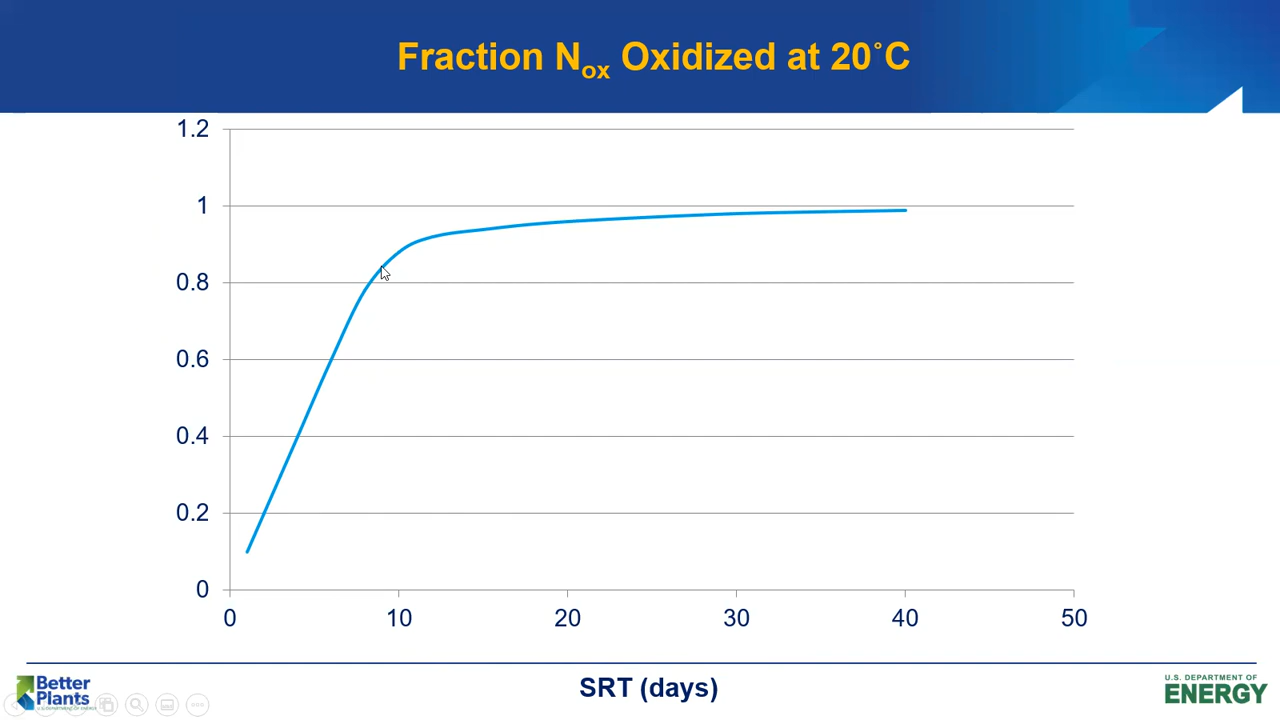 Fraction Nox Oxidized at 20˚C
1.2
1
0.8
0.6
0.4
0.2
0
0 10 20 30 40 50
SRT (days)
Better
Plants
U.S. DEPARTMENT OF
ENERGY